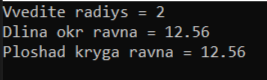 Vvedite radiys = 2
Dlina okr ravna = 12.56
Ploshad kryga ravna = 12.56